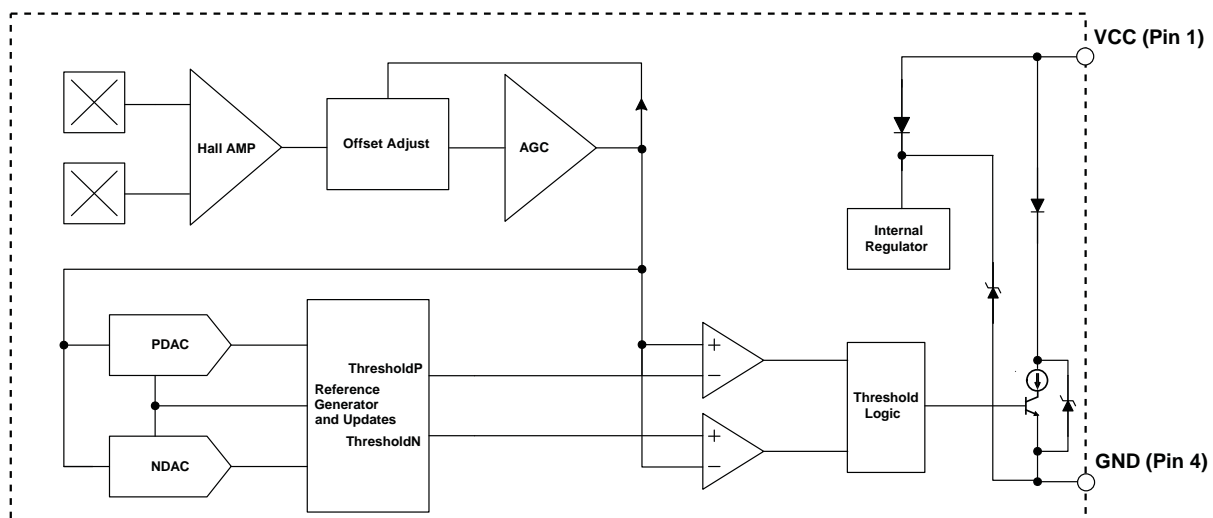 VCC (Pin 1)
Hall AMP
Offset Adjust
AGC
Internal
Regulator
PDAC
ThresholdP
Reference
Generator
and Updates
ThresholdN
NDAC
+
−
+
−
Threshold
Logic
GND (Pin 4)